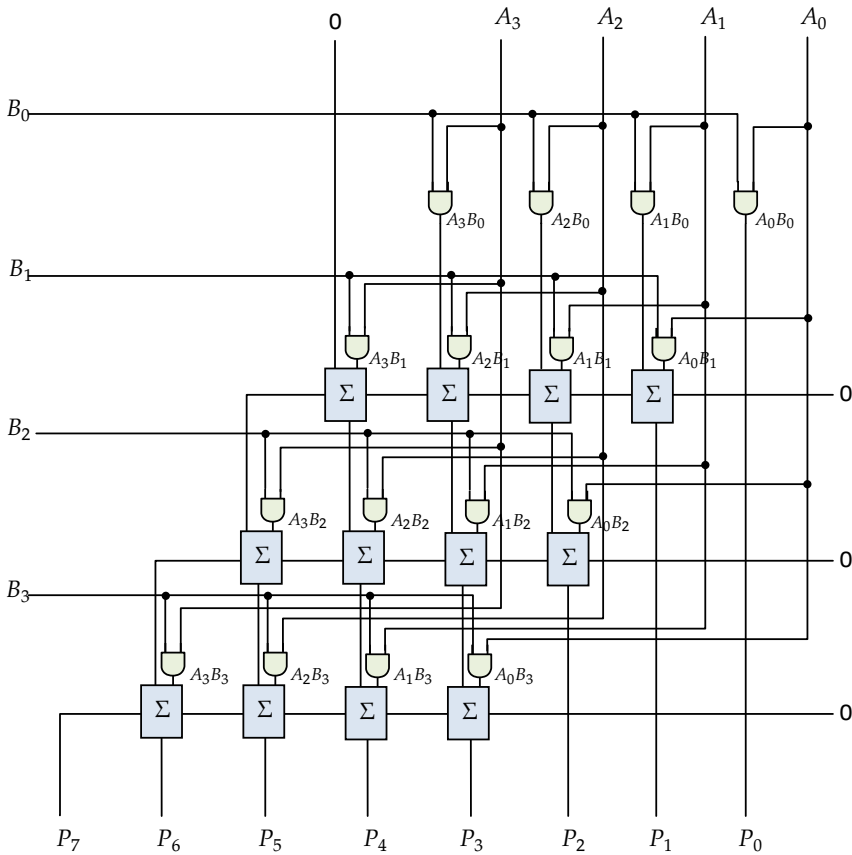 0 A₃ A₂ A₁ A₀
B₀
A₃B₀ A₂B₀ A₁B₀ A₀B₀
B₁
A₃B₁ A₂B₁ A₁B₁ A₀B₁
Σ Σ Σ Σ 0
B₂
A₃B₂ A₂B₂ A₁B₂ A₀B₂
Σ Σ Σ Σ 0
B₃
A₃B₃ A₂B₃ A₁B₃ A₀B₃
Σ Σ Σ Σ 0
P₇ P₆ P₅ P₄ P₃ P₂ P₁ P₀